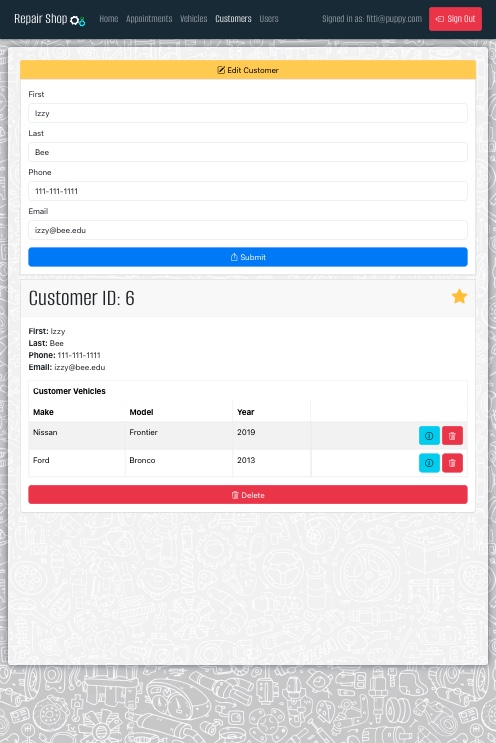 Repair Shop Home Appointments Vehicles Customers Users Signed in as: fitti@puppy.com Sign Out
Edit Customer
First
Izzy
Last
Bee
Phone
111-111-1111
Email
izzy@bee.edu
Submit
Customer ID: 6
First: Izzy
Last: Bee
Phone: 111-111-1111
Email: izzy@bee.edu
Customer Vehicles
Make Model Year
Nissan Frontier 2019
Ford Bronco 2013
Delete